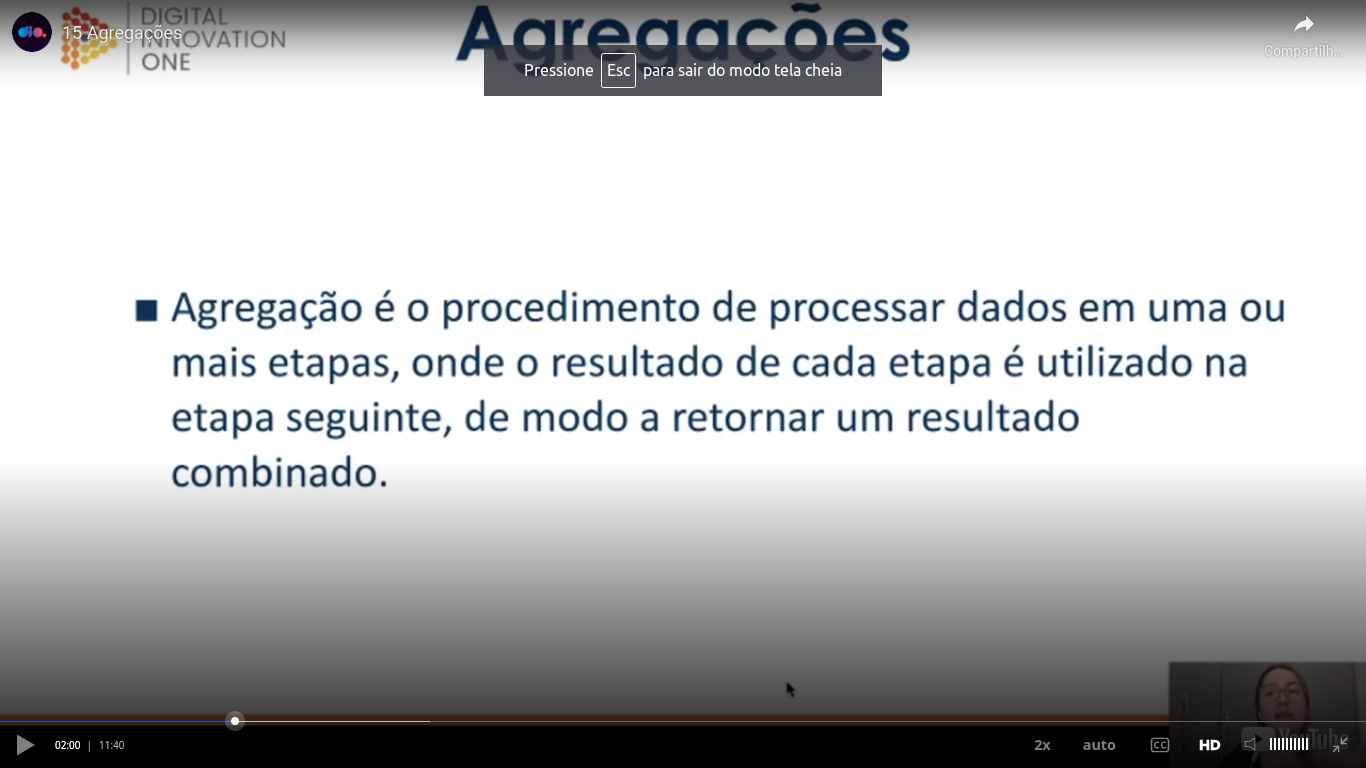 DIGITAL
INNOVATION
ONE
15 Agregações
Agregações
Compartilh...
Pressione Esc para sair do modo tela cheia
Agregação é o procedimento de processar dados em uma ou
mais etapas, onde o resultado de cada etapa é utilizado na
etapa seguinte, de modo a retornar um resultado
combinado.
02:00 | 11:40
2x auto CC HD
YouTube